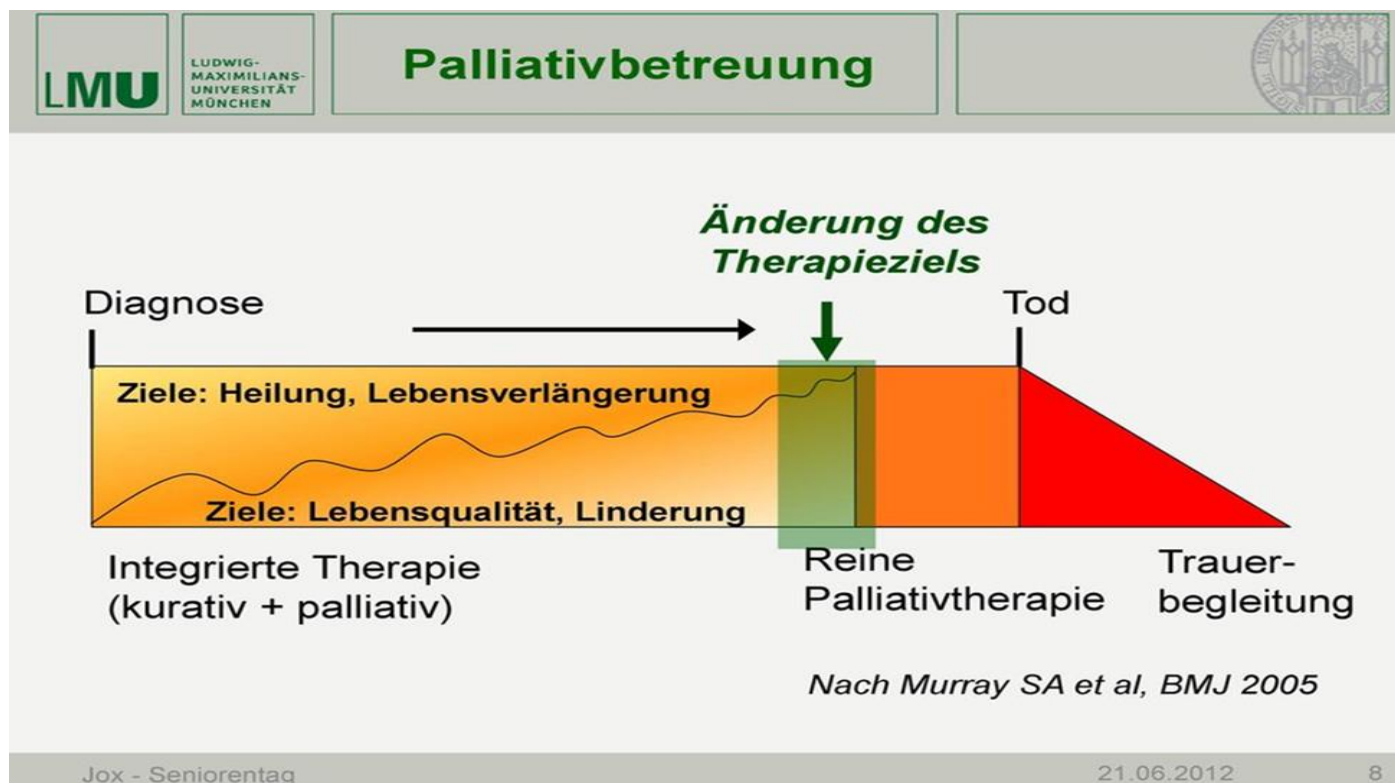 LMU
LUDWIG-
MAXIMILIANS-
UNIVERSITÄT
MÜNCHEN
Palliativbetreuung
Änderung des
Therapieziels
Diagnose
Tod
Ziele: Heilung, Lebensverlängerung
Ziele: Lebensqualität, Linderung
Integrierte Therapie
(kurativ + palliativ)
Reine
Palliativtherapie
Trauer-
begleitung
Nach Murray SA et al, BMJ 2005
Jox - Seniorentag
21.06.2012
8